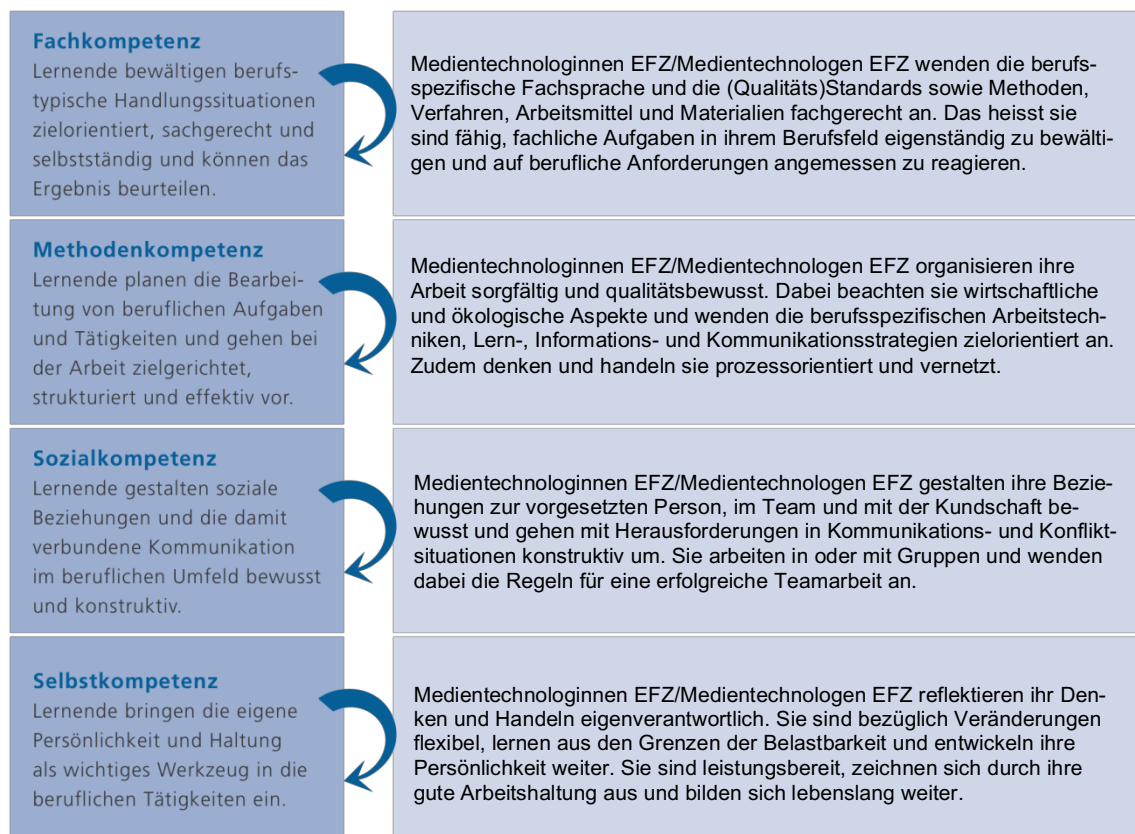 Fachkompetenz
Lernende bewältigen berufs-
typische Handlungssituationen
zielorientiert, sachgerecht und
selbstständig und können das
Ergebnis beurteilen.
Medientechnologinnen EFZ/Medientechnologen EFZ wenden die berufs-
spezifische Fachsprache und die (Qualitäts)Standards sowie Methoden,
Verfahren, Arbeitsmittel und Materialien fachgerecht an. Das heisst sie
sind fähig, fachliche Aufgaben in ihrem Berufsfeld eigenständig zu bewälti-
gen und auf berufliche Anforderungen angemessen zu reagieren.
Methodenkompetenz
Lernende planen die Bearbei-
tung von beruflichen Aufgaben
und Tätigkeiten und gehen bei
der Arbeit zielgerichtet,
strukturiert und effektiv vor.
Medientechnologinnen EFZ/Medientechnologen EFZ organisieren ihre
Arbeit sorgfältig und qualitätsbewusst. Dabei beachten sie wirtschaftliche
und ökologische Aspekte und wenden die berufsspezifischen Arbeitstech-
niken, Lern-, Informations- und Kommunikationsstrategien zielorientiert an.
Zudem denken und handeln sie prozessorientiert und vernetzt.
Sozialkompetenz
Lernende gestalten soziale
Beziehungen und die damit
verbundene Kommunikation
im beruflichen Umfeld bewusst
und konstruktiv.
Medientechnologinnen EFZ/Medientechnologen EFZ gestalten ihre Bezie-
hungen zur vorgesetzten Person, im Team und mit der Kundschaft be-
wusst und gehen mit Herausforderungen in Kommunikations- und Konflikt-
situationen konstruktiv um. Sie arbeiten in oder mit Gruppen und wenden
dabei die Regeln für eine erfolgreiche Teamarbeit an.
Selbstkompetenz
Lernende bringen die eigene
Persönlichkeit und Haltung
als wichtiges Werkzeug in die
beruflichen Tätigkeiten ein.
Medientechnologinnen EFZ/Medientechnologen EFZ reflektieren ihr Den-
ken und Handeln eigenverantwortlich. Sie sind bezüglich Veränderungen
flexibel, lernen aus den Grenzen der Belastbarkeit und entwickeln ihre
Persönlichkeit weiter. Sie sind leistungsbereit, zeichnen sich durch ihre
gute Arbeitshaltung aus und bilden sich lebenslang weiter.